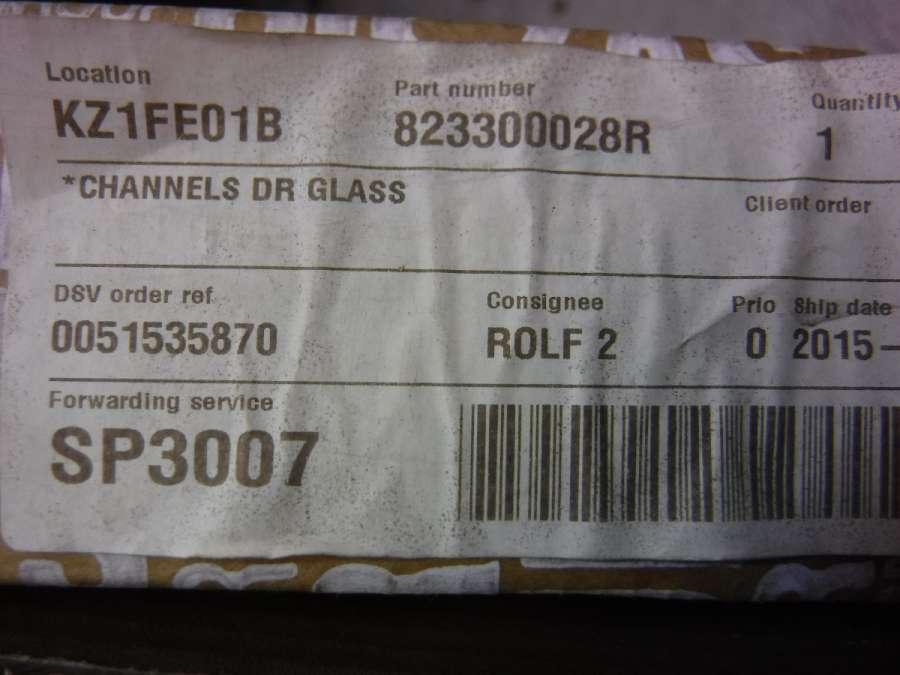 Location Part number Quantity
KZ1FE01B 823300028R 1
*CHANNELS DR GLASS
Client order
DSV order ref Consignee Prio Ship date
0051535870 ROLF 2 0 2015-
Forwarding service
SP3007